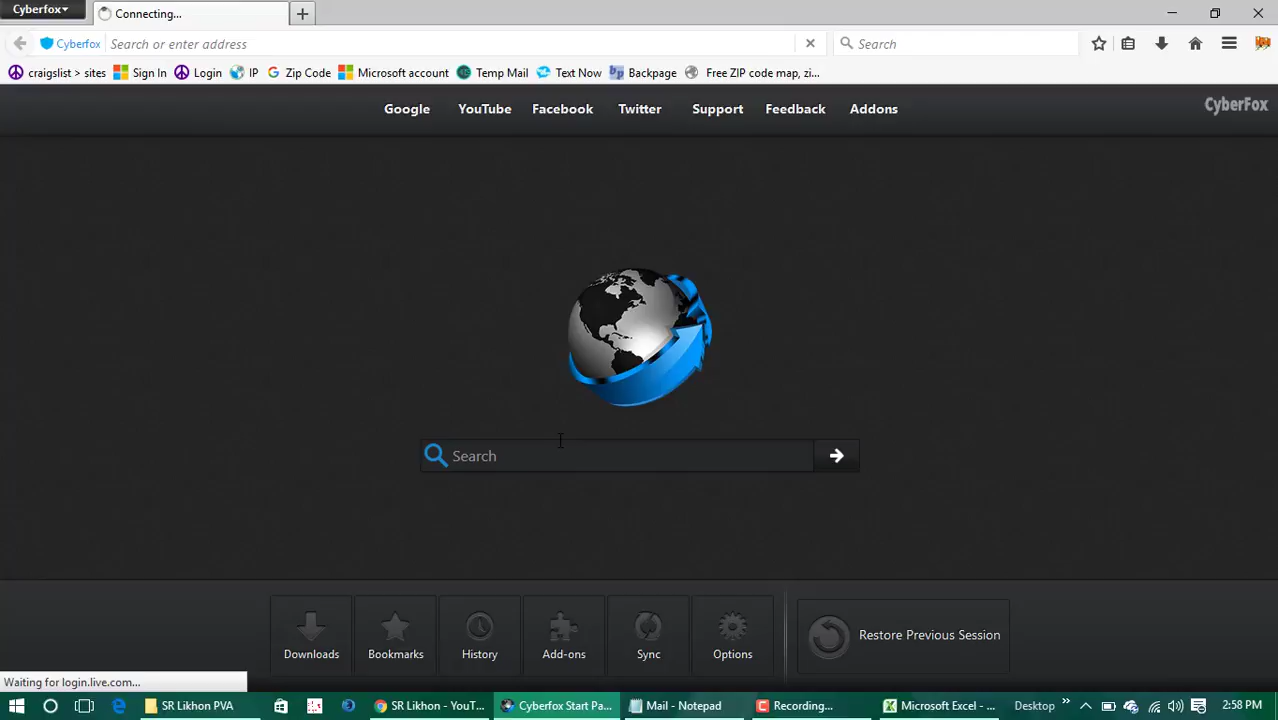 Cyberfox
Connecting...
Cyberfox Search or enter address Search
craigslist > sites Sign In Login IP Zip Code Microsoft account Temp Mail Text Now bp Backpage Free ZIP code map, zi...
Google YouTube Facebook Twitter Support Feedback Addons CyberFox
Search
Downloads Bookmarks History Add-ons Sync Options Restore Previous Session
Waiting for login.live.com...
SR Likhon PVA SR Likhon - YouT... Cyberfox Start Pa... Mail - Notepad Recording... Microsoft Excel - ... Desktop » 2:58 PM